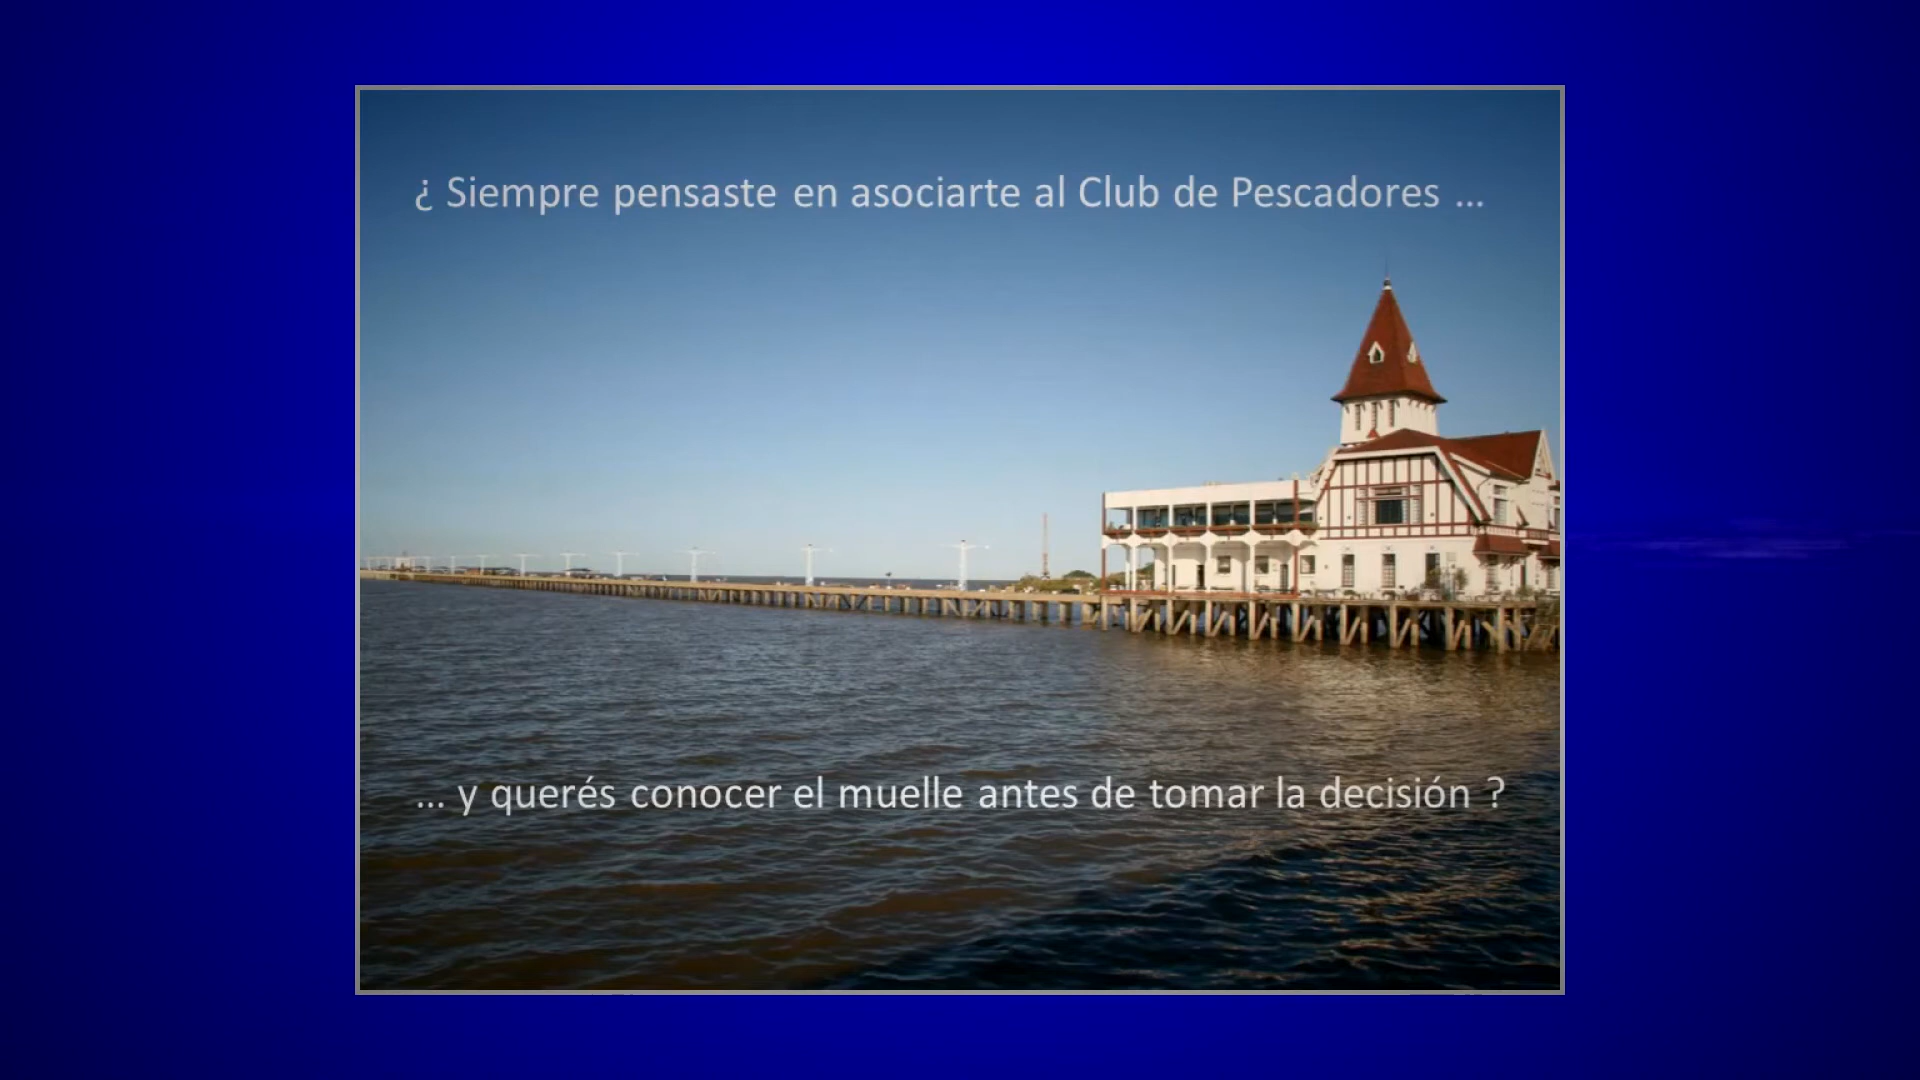 ¿ Siempre pensaste en asociarte al Club de Pescadores ...
... y querés conocer el muelle antes de tomar la decisión ?